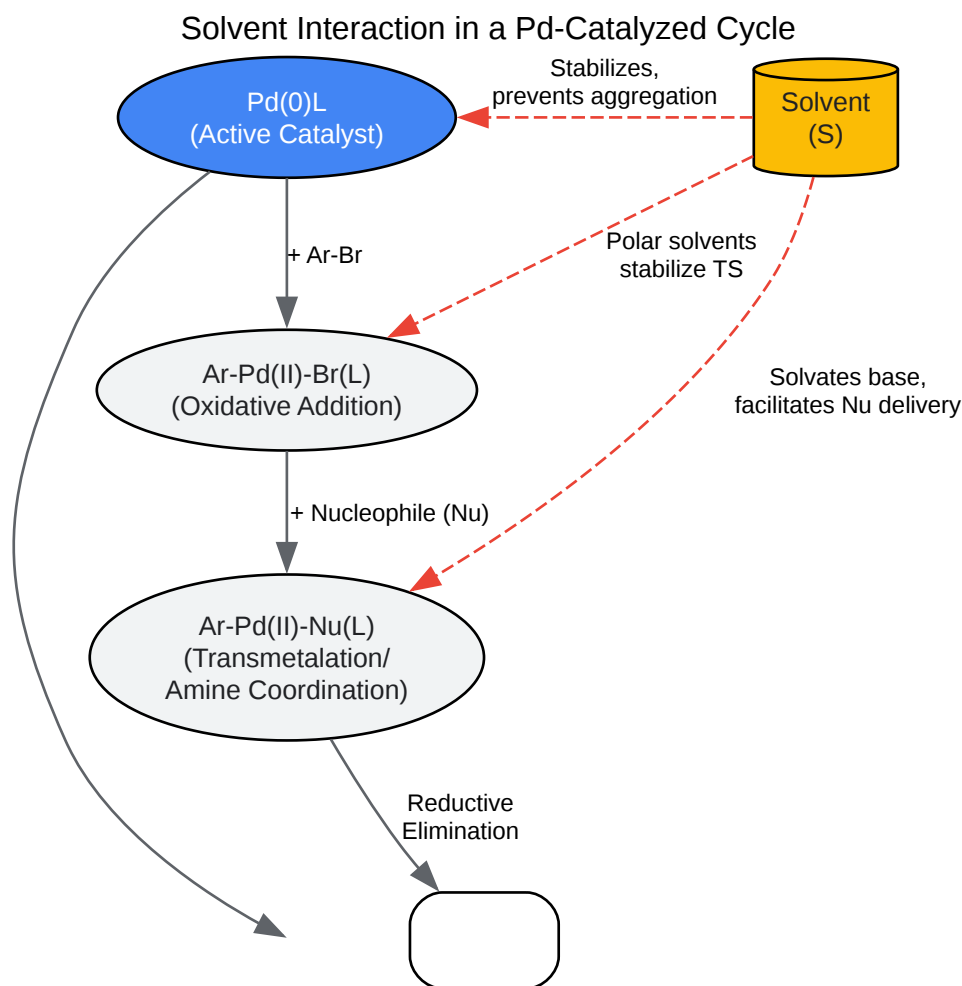 Solvent Interaction in a Pd-Catalyzed Cycle
Stabilizes,
prevents aggregation
Pd(0)L
(Active Catalyst)
Solvent
(S)
+ Ar-Br
Polar solvents
stabilize TS
Ar-Pd(II)-Br(L)
(Oxidative Addition)
Solvates base,
facilitates Nu delivery
+ Nucleophile (Nu)
Ar-Pd(II)-Nu(L)
(Transmetalation/
Amine Coordination)
Reductive
Elimination